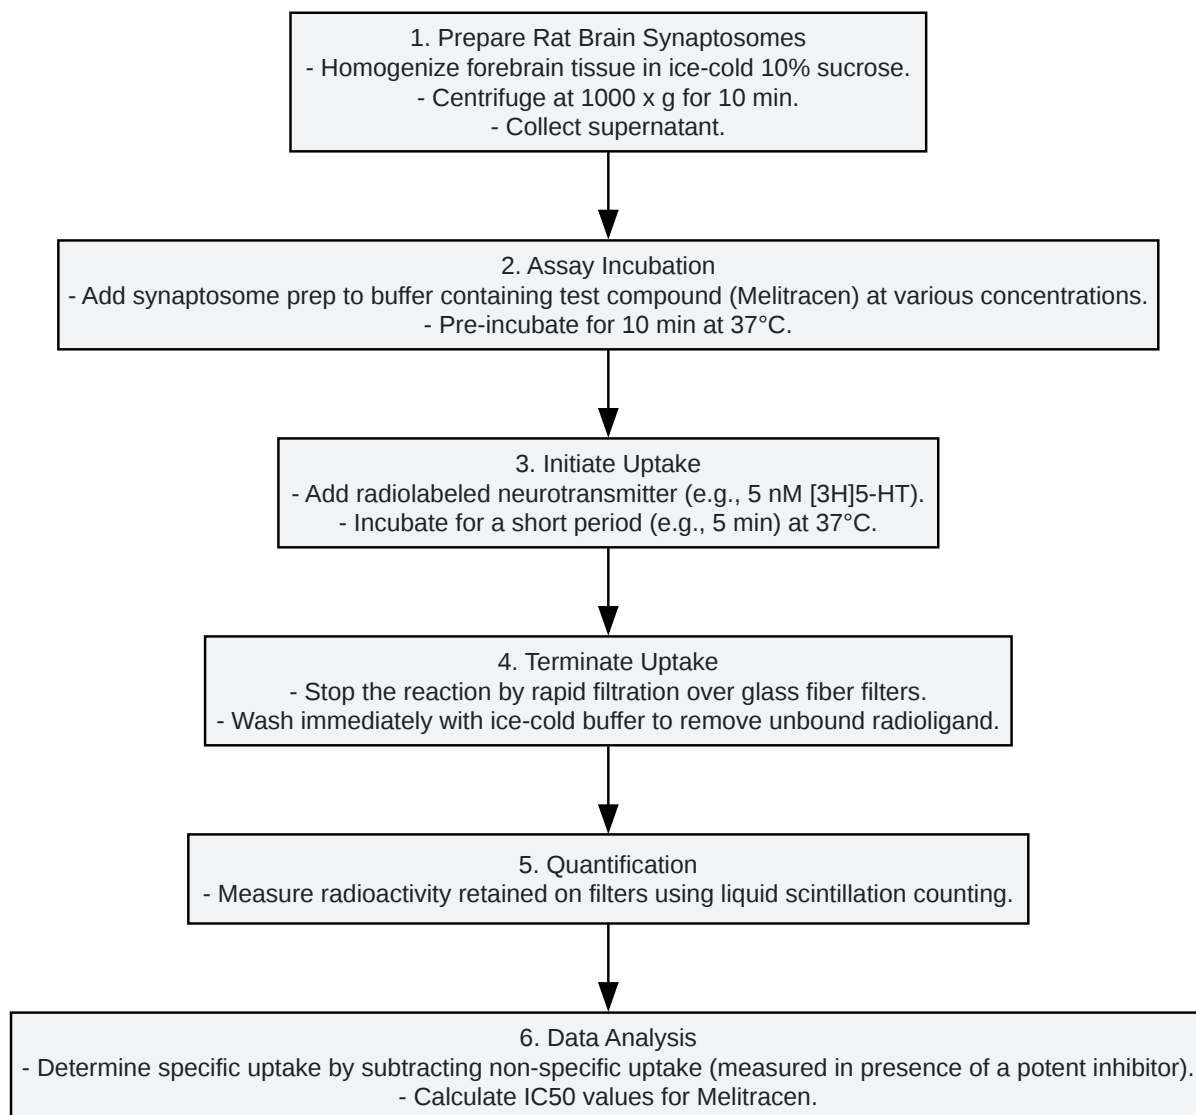 1. Prepare Rat Brain Synaptosomes
- Homogenize forebrain tissue in ice-cold 10% sucrose.
- Centrifuge at 1000 x g for 10 min.
- Collect supernatant.
2. Assay Incubation
- Add synaptosome prep to buffer containing test compound (Melitracen) at various concentrations.
- Pre-incubate for 10 min at 37°C.
3. Initiate Uptake
- Add radiolabeled neurotransmitter (e.g., 5 nM [3H]5-HT).
- Incubate for a short period (e.g., 5 min) at 37°C.
4. Terminate Uptake
- Stop the reaction by rapid filtration over glass fiber filters.
- Wash immediately with ice-cold buffer to remove unbound radioligand.
5. Quantification
- Measure radioactivity retained on filters using liquid scintillation counting.
6. Data Analysis
- Determine specific uptake by subtracting non-specific uptake (measured in presence of a potent inhibitor).
- Calculate IC50 values for Melitracen.